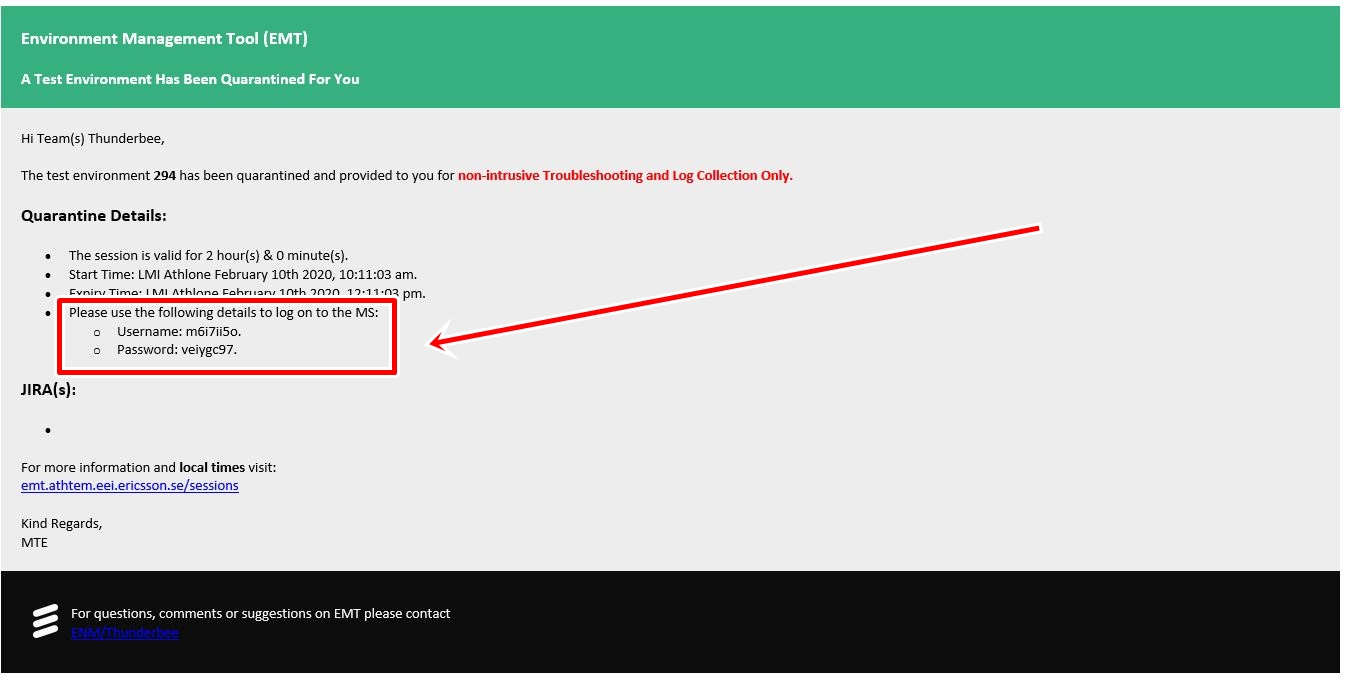 Environment Management Tool (EMT)
A Test Environment Has Been Quarantined For You
Hi Team(s) Thunderbee,
The test environment 294 has been quarantined and provided to you for non-intrusive Troubleshooting and Log Collection Only.
Quarantine Details:
The session is valid for 2 hour(s) & 0 minute(s).
Start Time: LMI Athlone February 10th 2020, 10:11:03 am.
Expiry Time: LMI Athlone February 10th 2020, 12:11:03 pm.
Please use the following details to log on to the MS:
Username: m6i7ii5o.
Password: veiygc97.
JIRA(s):
For more information and local times visit:
emt.athtem.eei.ericsson.se/sessions
Kind Regards,
MTE
For questions, comments or suggestions on EMT please contact
ENM/Thunderbee